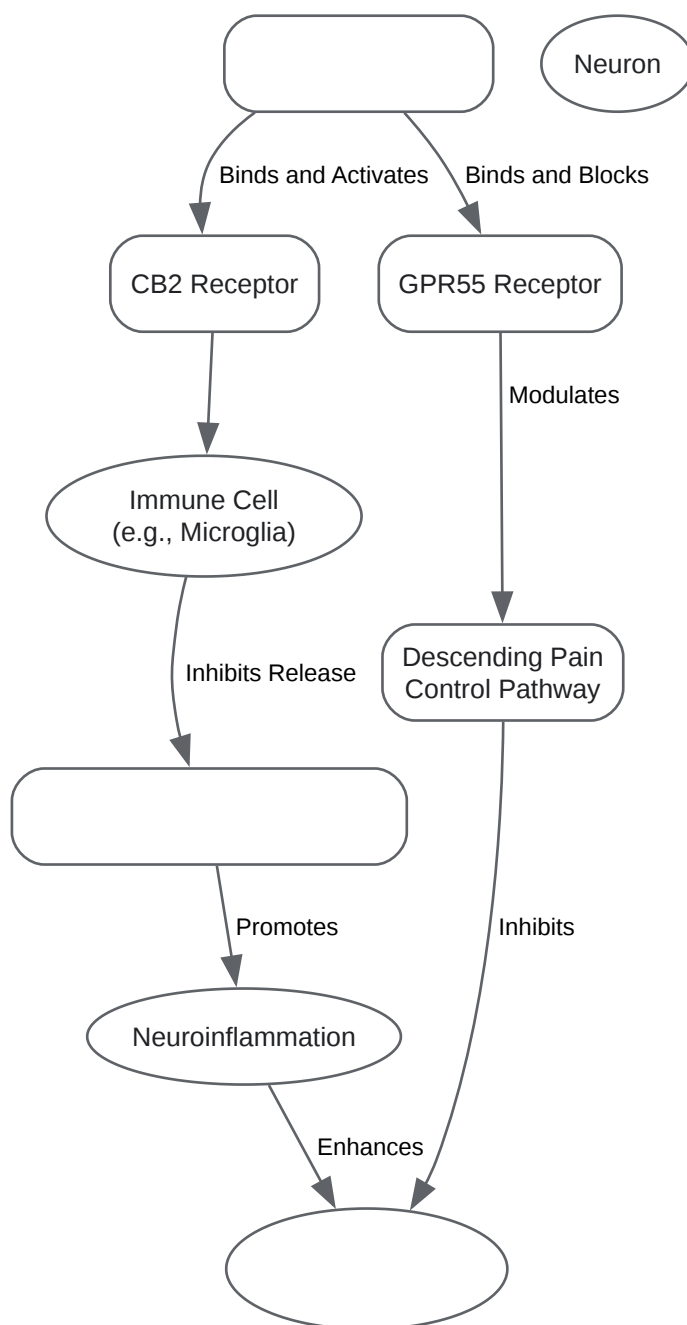 Neuron
Binds and Activates
Binds and Blocks
CB2 Receptor
GPR55 Receptor
Modulates
Immune Cell
(e.g., Microglia)
Inhibits Release
Descending Pain
Control Pathway
Promotes
Inhibits
Neuroinflammation
Enhances